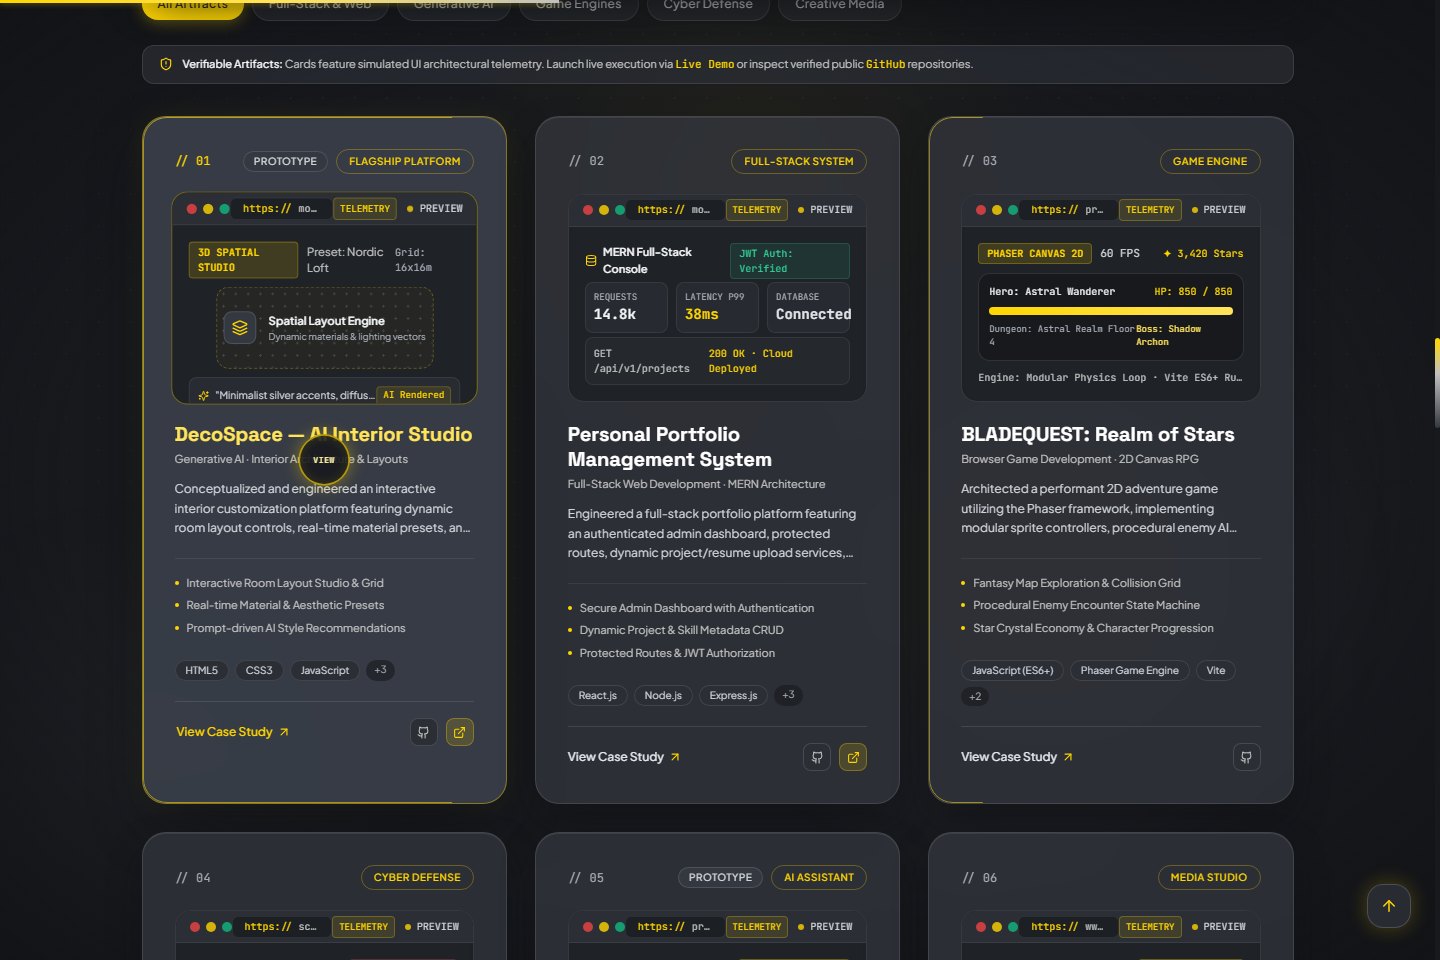 All Artifacts Full-Stack & Web Generative AI Game Engines Cyber Defense Creative Media
Verifiable Artifacts: Cards feature simulated UI architectural telemetry. Launch live execution via Live Demo or inspect verified public GitHub repositories.
// 01 PROTOTYPE FLAGSHIP PLATFORM
https:// mo… TELEMETRY PREVIEW
3D SPATIAL STUDIO
Preset: Nordic Loft
Grid: 16x16m
Spatial Layout Engine
Dynamic materials & lighting vectors
"Minimalist silver accents, diffus… AI Rendered
DecoSpace — AI Interior Studio
VIEW
Generative AI · Interior & Layouts
Conceptualized and engineered an interactive
interior customization platform featuring dynamic
room layout controls, real-time material presets, an…
Interactive Room Layout Studio & Grid
Real-time Material & Aesthetic Presets
Prompt-driven AI Style Recommendations
HTML5 CSS3 JavaScript +3
View Case Study
// 02 FULL-STACK SYSTEM
https:// mo… TELEMETRY PREVIEW
MERN Full-Stack
Console
JWT Auth:
Verified
REQUESTS
14.8k
LATENCY P99
38ms
DATABASE
Connected
GET
/api/v1/projects
200 OK · Cloud
Deployed
Personal Portfolio
Management System
Full-Stack Web Development · MERN Architecture
Engineered a full-stack portfolio platform featuring
an authenticated admin dashboard, protected
routes, dynamic project/resume upload services,…
Secure Admin Dashboard with Authentication
Dynamic Project & Skill Metadata CRUD
Protected Routes & JWT Authorization
React.js Node.js Express.js +3
View Case Study
// 03 GAME ENGINE
https:// pr… TELEMETRY PREVIEW
PHASER CANVAS 2D 60 FPS ✦ 3,420 Stars
Hero: Astral Wanderer HP: 850 / 850
Dungeon: Astral Realm Floor
4
Boss: Shadow
Archon
Engine: Modular Physics Loop · Vite ES6+ Ru…
BLADEQUEST: Realm of Stars
Browser Game Development · 2D Canvas RPG
Architected a performant 2D adventure game
utilizing the Phaser framework, implementing
modular sprite controllers, procedural enemy AI…
Fantasy Map Exploration & Collision Grid
Procedural Enemy Encounter State Machine
Star Crystal Economy & Character Progression
JavaScript (ES6+) Phaser Game Engine Vite
+2
View Case Study
// 04 CYBER DEFENSE
https:// sc… TELEMETRY PREVIEW
// 05 PROTOTYPE AI ASSISTANT
https:// pr… TELEMETRY PREVIEW
// 06 MEDIA STUDIO
https:// ww… TELEMETRY PREVIEW